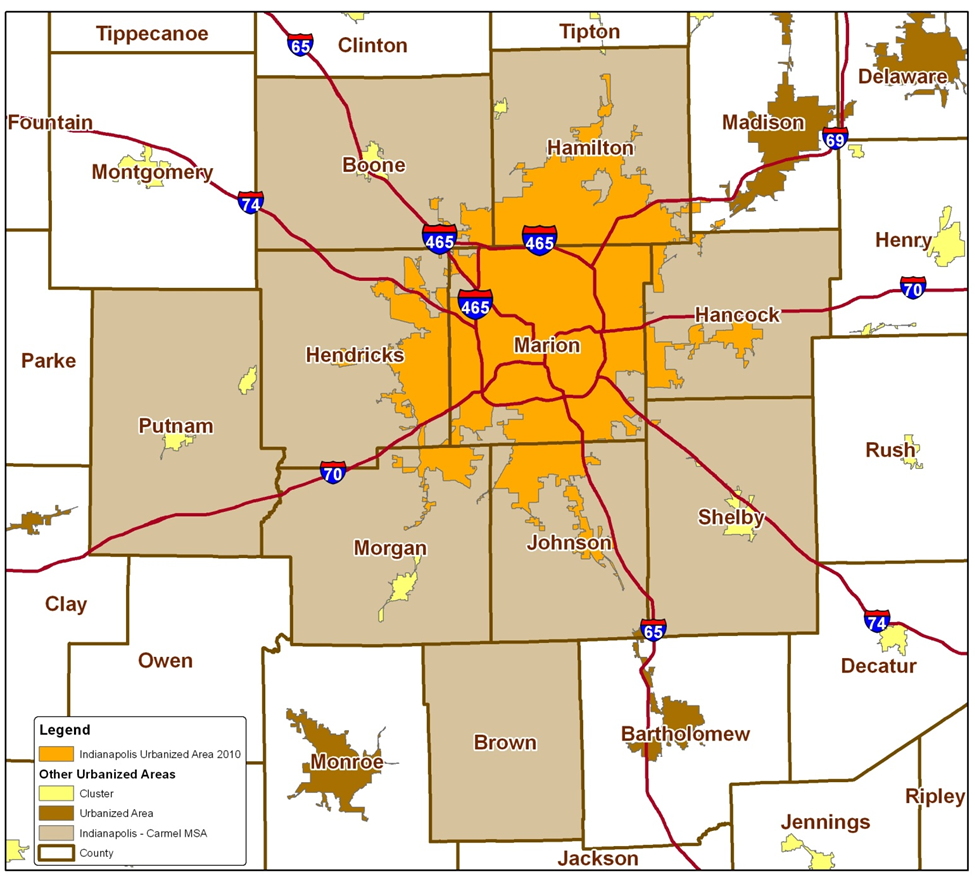 Tippecanoe
65
Clinton
Tipton
Delaware
Fountain
Madison
69
Hamilton
Montgomery
Boone
74
465
465
Henry
70
465
Hancock
Parke
Hendricks
Marion
Putnam
Rush
70
Shelby
Morgan
Johnson
Clay
65
74
Owen
Decatur
Legend
Indianapolis Urbanized Area 2010
Other Urbanized Areas
Cluster
Urbanized Area
Indianapolis - Carmel MSA
County
Monroe
Brown
Bartholomew
Ripley
Jennings
Jackson